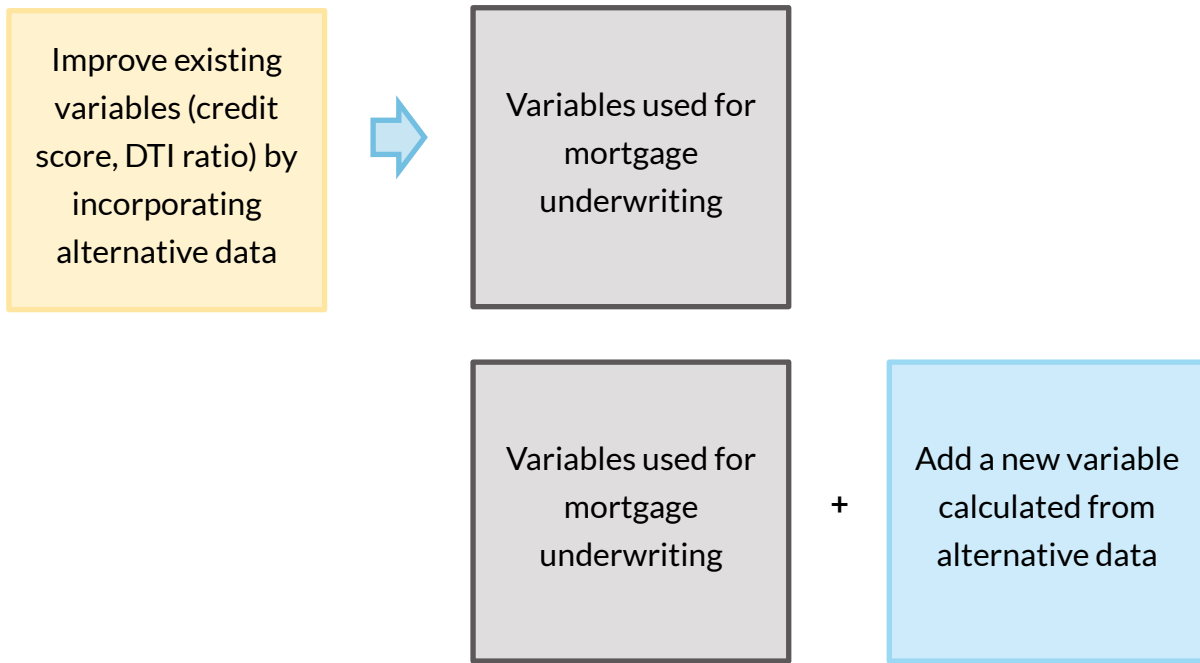 Improve existing
variables (credit
score, DTI ratio) by
incorporating
alternative data
Variables used for
mortgage
underwriting
Variables used for
mortgage
underwriting
+
Add a new variable
calculated from
alternative data